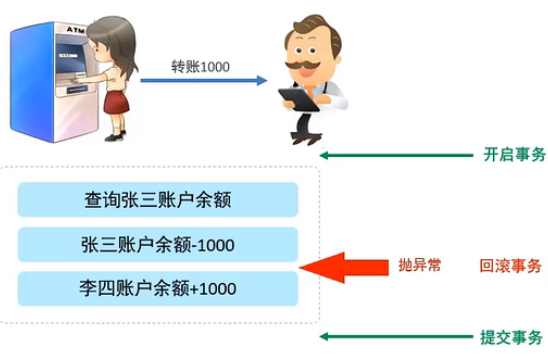 ATM
转账1000
开启事务
查询张三账户余额
张三账户余额-1000
李四账户余额+1000
抛异常
回滚事务
提交事务